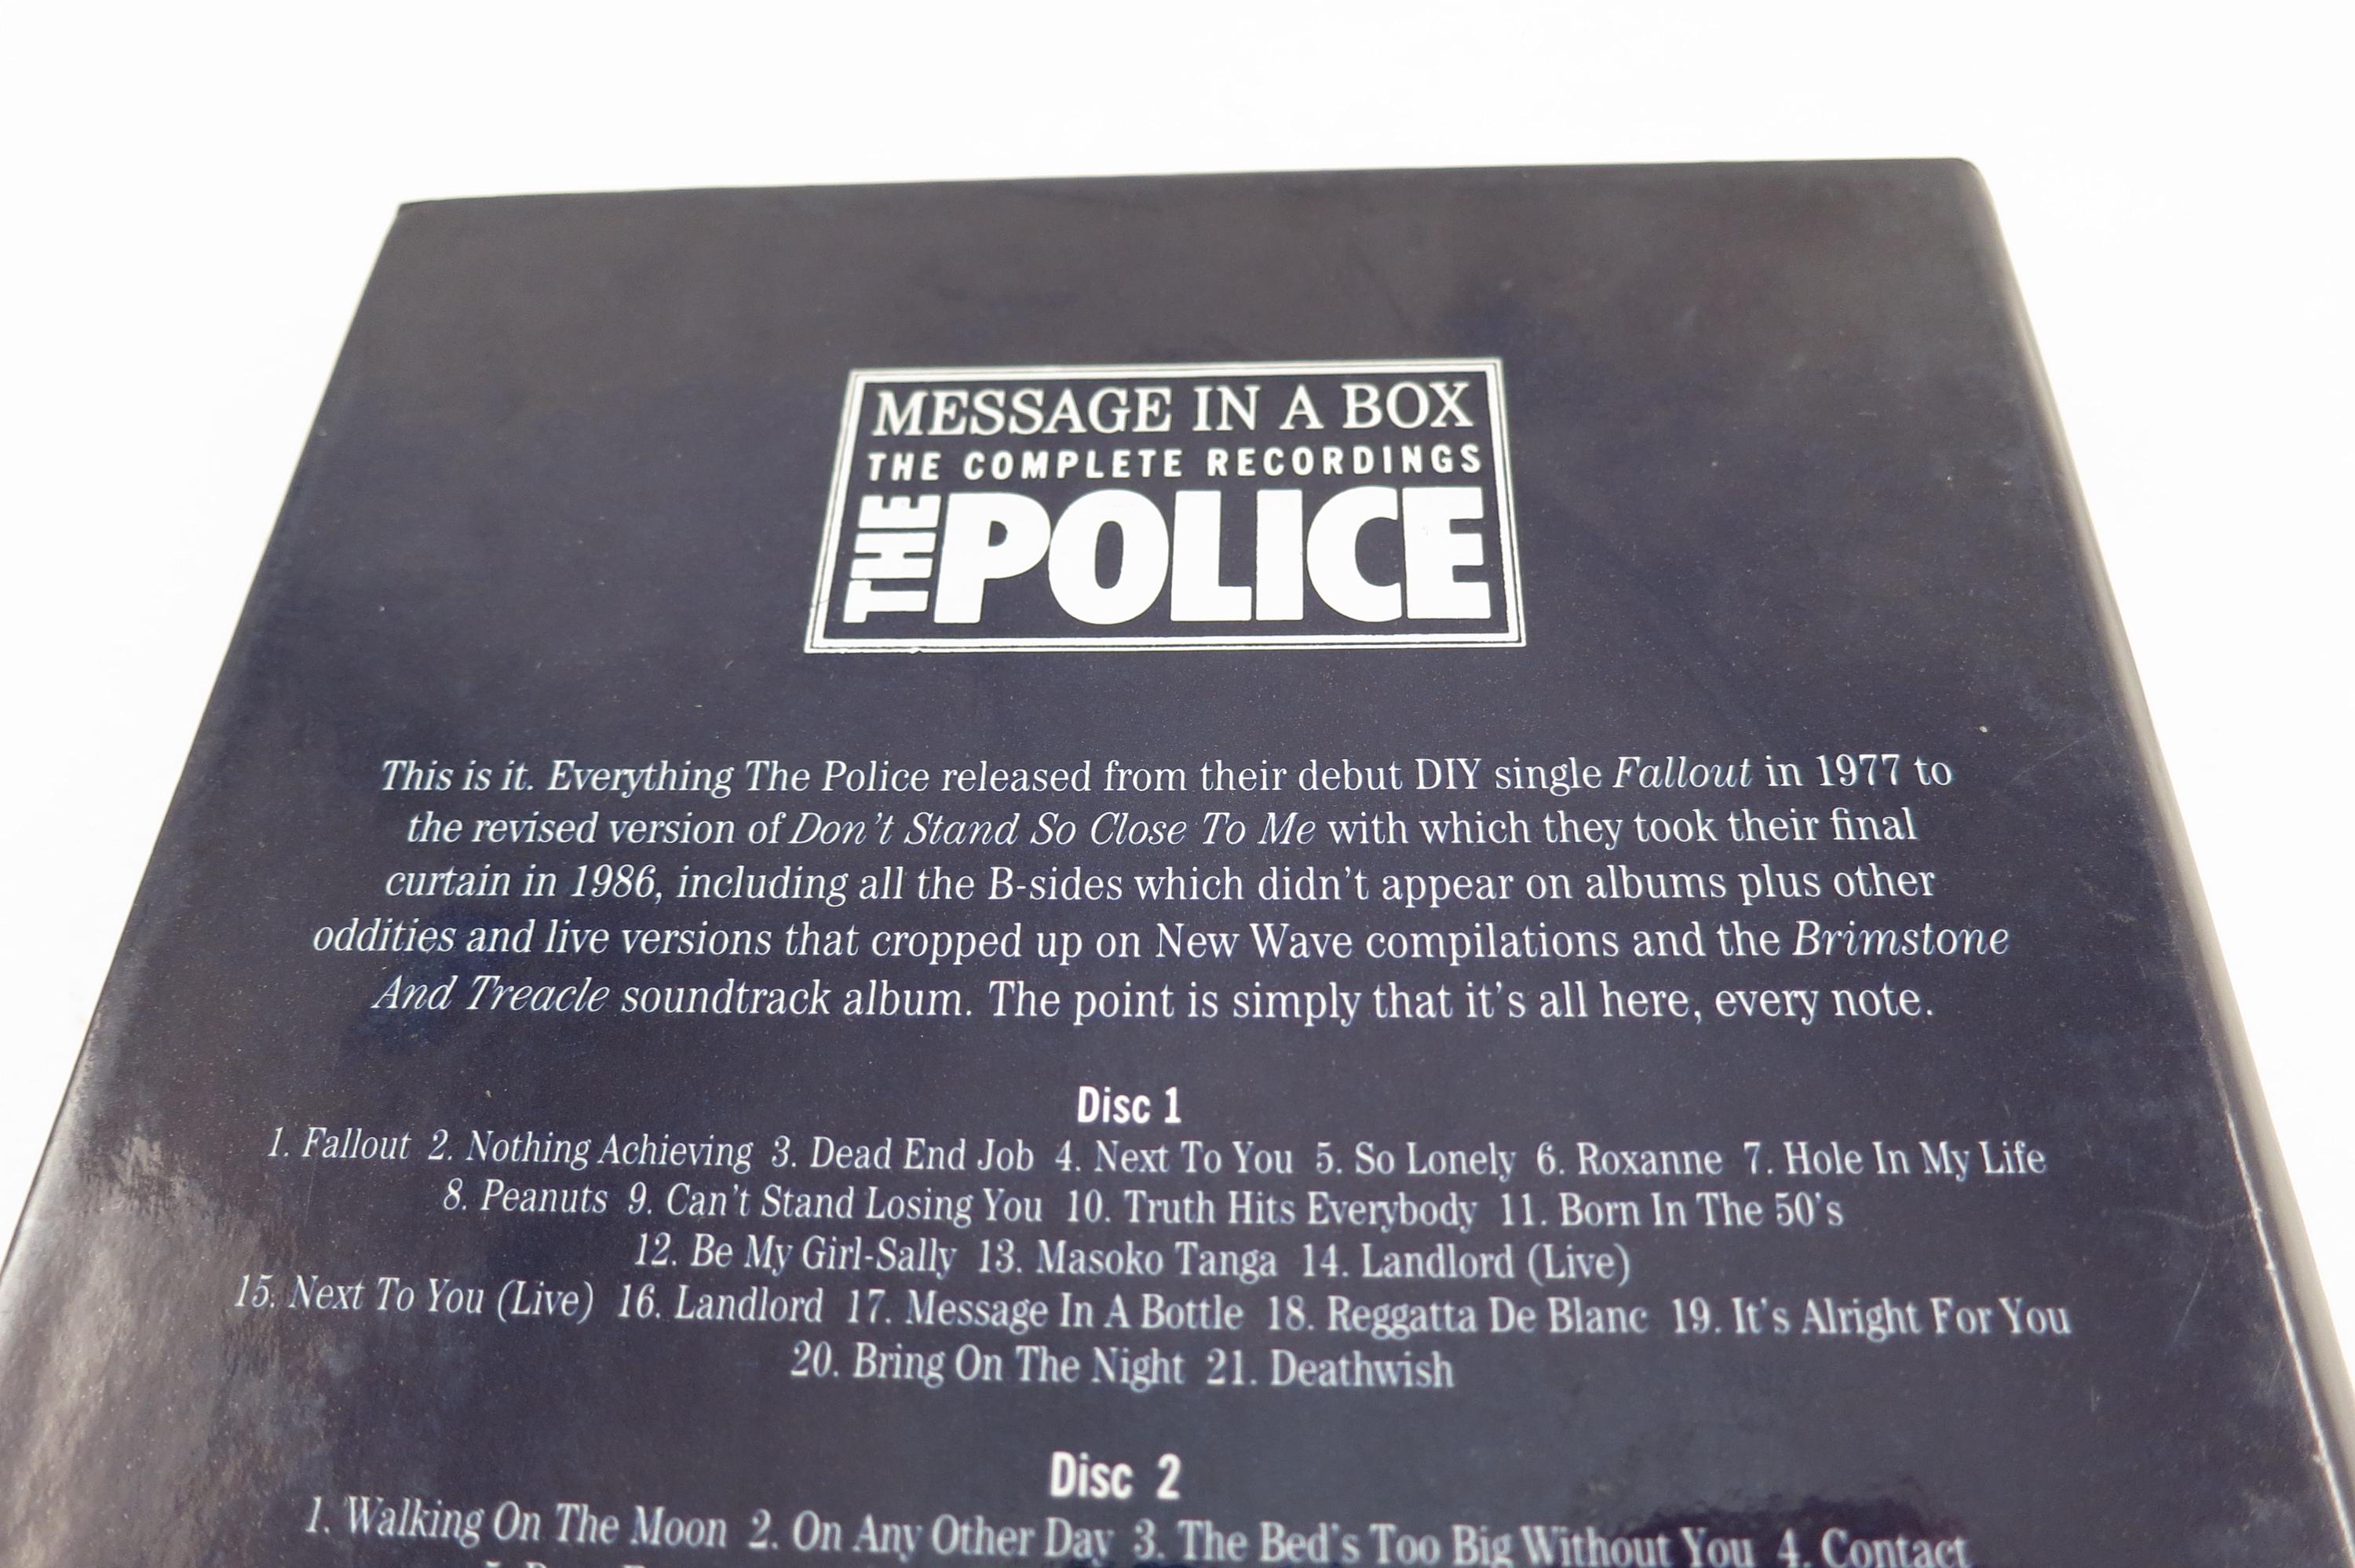 MESSAGE IN A BOX
THE COMPLETE RECORDINGS
THE POLICE
This is it. Everything The Police released from their debut DIY single Fallout in 1977 to
the revised version of Don't Stand So Close To Me with which they took their final
curtain in 1986, including all the B-sides which didn't appear on albums plus other
oddities and live versions that cropped up on New Wave compilations and the Brimstone
And Treacle soundtrack album. The point is simply that it's all here, every note.
Disc 1
1. Fallout 2. Nothing Achieving 3. Dead End Job 4. Next To You 5. So Lonely 6. Roxanne 7. Hole In My Life
8. Peanuts 9. Can't Stand Losing You 10. Truth Hits Everybody 11. Born In The 50's
12. Be My Girl-Sally 13. Masoko Tanga 14. Landlord (Live)
15. Next To You (Live) 16. Landlord 17. Message In A Bottle 18. Reggatta De Blanc 19. It's Alright For You
20. Bring On The Night 21. Deathwish
Disc 2
1. Walking On The Moon 2. On Any Other Day 3. The Bed's Too Big Without You 4. Contact